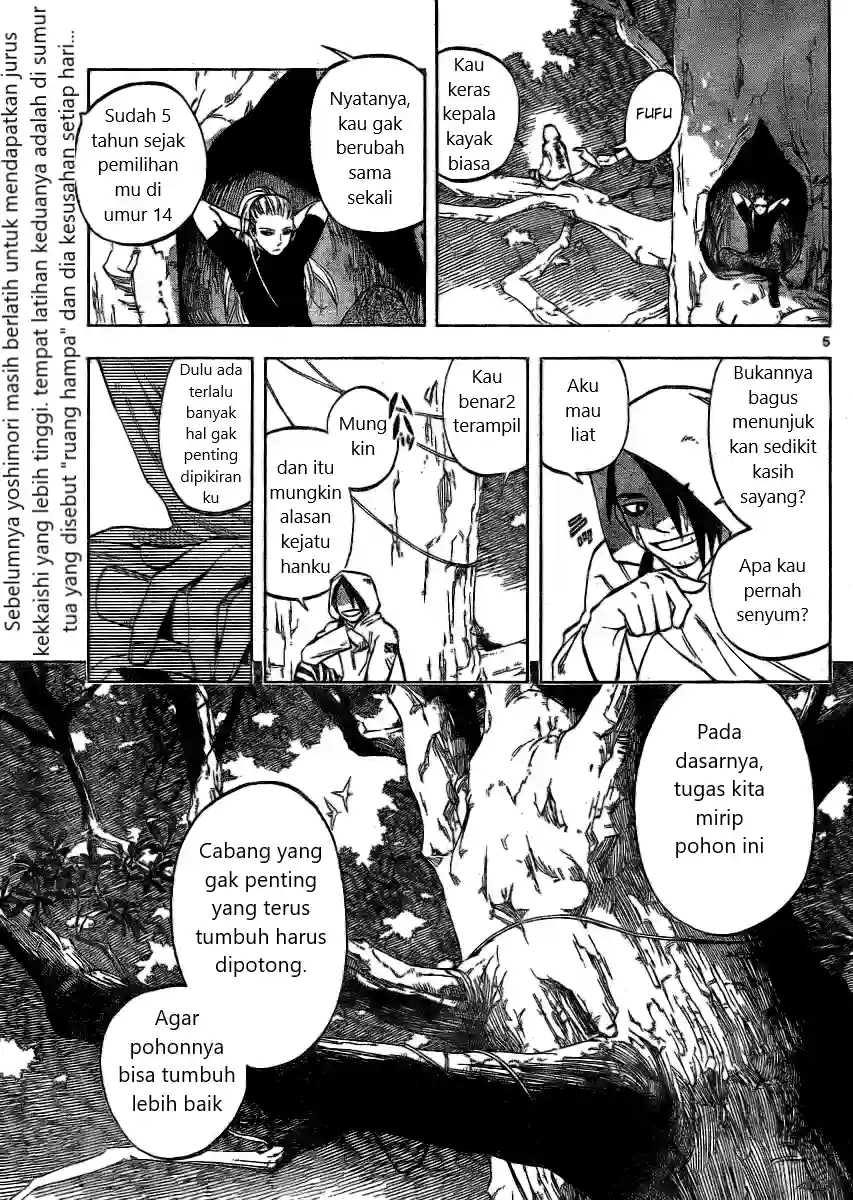 Sebelumnya yoshimori masih berlatih untuk mendapatkan jurus
kekkaishi yang lebih tinggi. tempat latihan keduanya adalah di sumur
tua yang disebut "ruang hampa" dan dia kesusahan setiap hari...
FUFU
Kau
keras
kepala
kayak
biasa
Nyatanya,
kau gak
berubah
sama
sekali
Sudah 5
tahun sejak
pemilihan
mu di
umur 14
5
Bukannya
bagus
menunjuk
kan sedikit
kasih
sayang?
Apa kau
pernah
senyum?
Aku
mau
liat
Kau
benar2
terampil
Mung
kin
dan itu
mungkin
alasan
kejatu
hanku
Dulu ada
terlalu
banyak
hal gak
penting
dipikiran
ku
Pada
dasarnya,
tugas kita
mirip
pohon ini
Cabang yang
gak penting
yang terus
tumbuh harus
dipotong.
Agar
pohonnya
bisa tumbuh
lebih baik